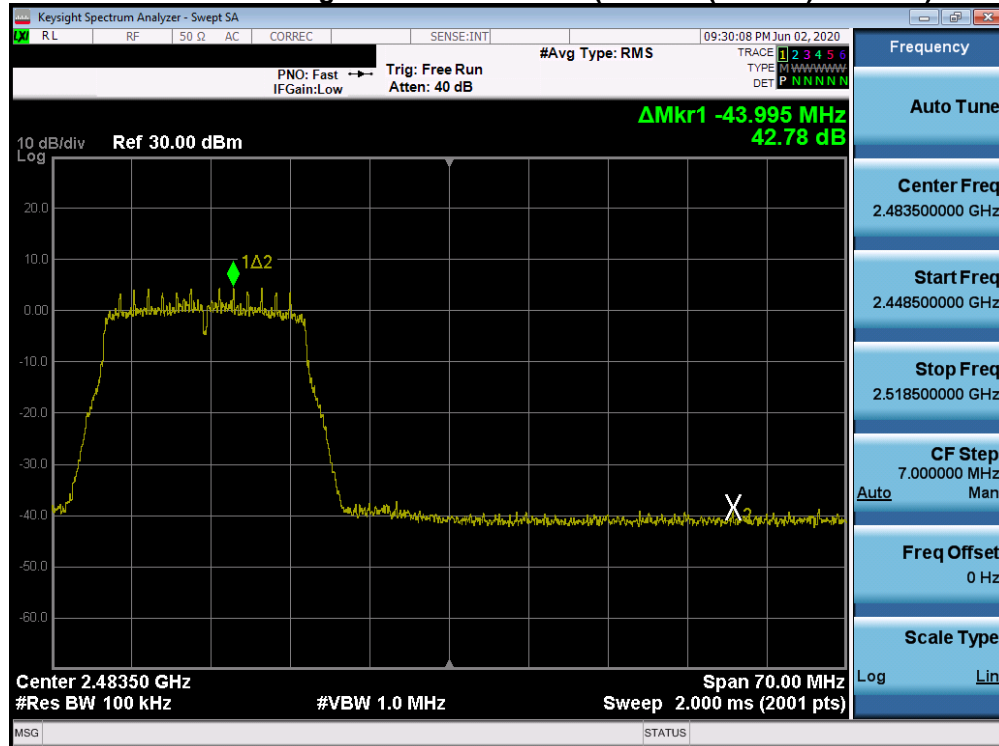 Keysight Spectrum Analyzer - Swept SA
LXI RL RF 50 Ω AC CORREC SENSE:INT 09:30:08 PM Jun 02, 2020
#Avg Type: RMS TRACE 1 2 3 4 5 6
PNO: Fast Trig: Free Run TYPE M WWWWW
IFGain:Low Atten: 40 dB DET P N N N N N
ΔMkr1 -43.995 MHz
42.78 dB
10 dB/div Ref 30.00 dBm
Log
20.0
10.0
1Δ2
0.00
-10.0
-20.0
-30.0
-40.0
X2
-50.0
-60.0
Center 2.48350 GHz Span 70.00 MHz
#Res BW 100 kHz #VBW 1.0 MHz Sweep 2.000 ms (2001 pts)
MSG STATUS
Frequency
Auto Tune
Center Freq
2.483500000 GHz
Start Freq
2.448500000 GHz
Stop Freq
2.518500000 GHz
CF Step
7.000000 MHz
Auto Man
Freq Offset
0 Hz
Scale Type
Log Lin